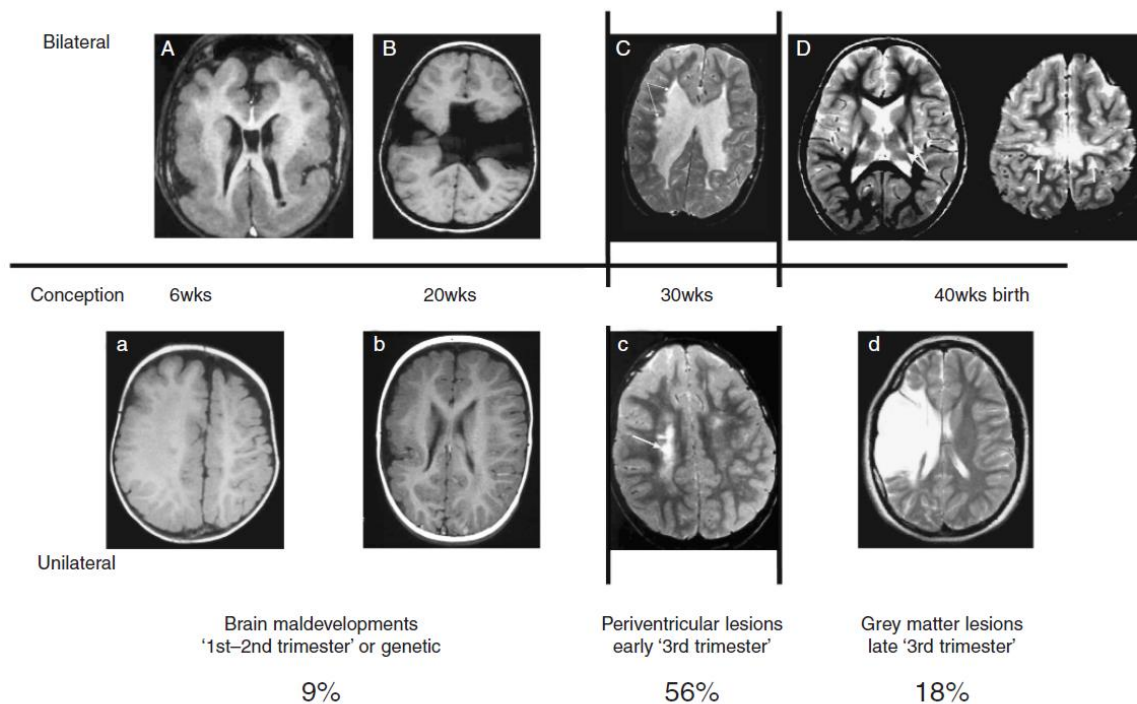 Bilateral
A
B
C
D
Conception 6wks 20wks 30wks 40wks birth
a
b
c
d
Unilateral
Brain maldevelopments
‘1st–2nd trimester’ or genetic
9%
Periventricular lesions
early ‘3rd trimester’
56%
Grey matter lesions
late ‘3rd trimester’
18%